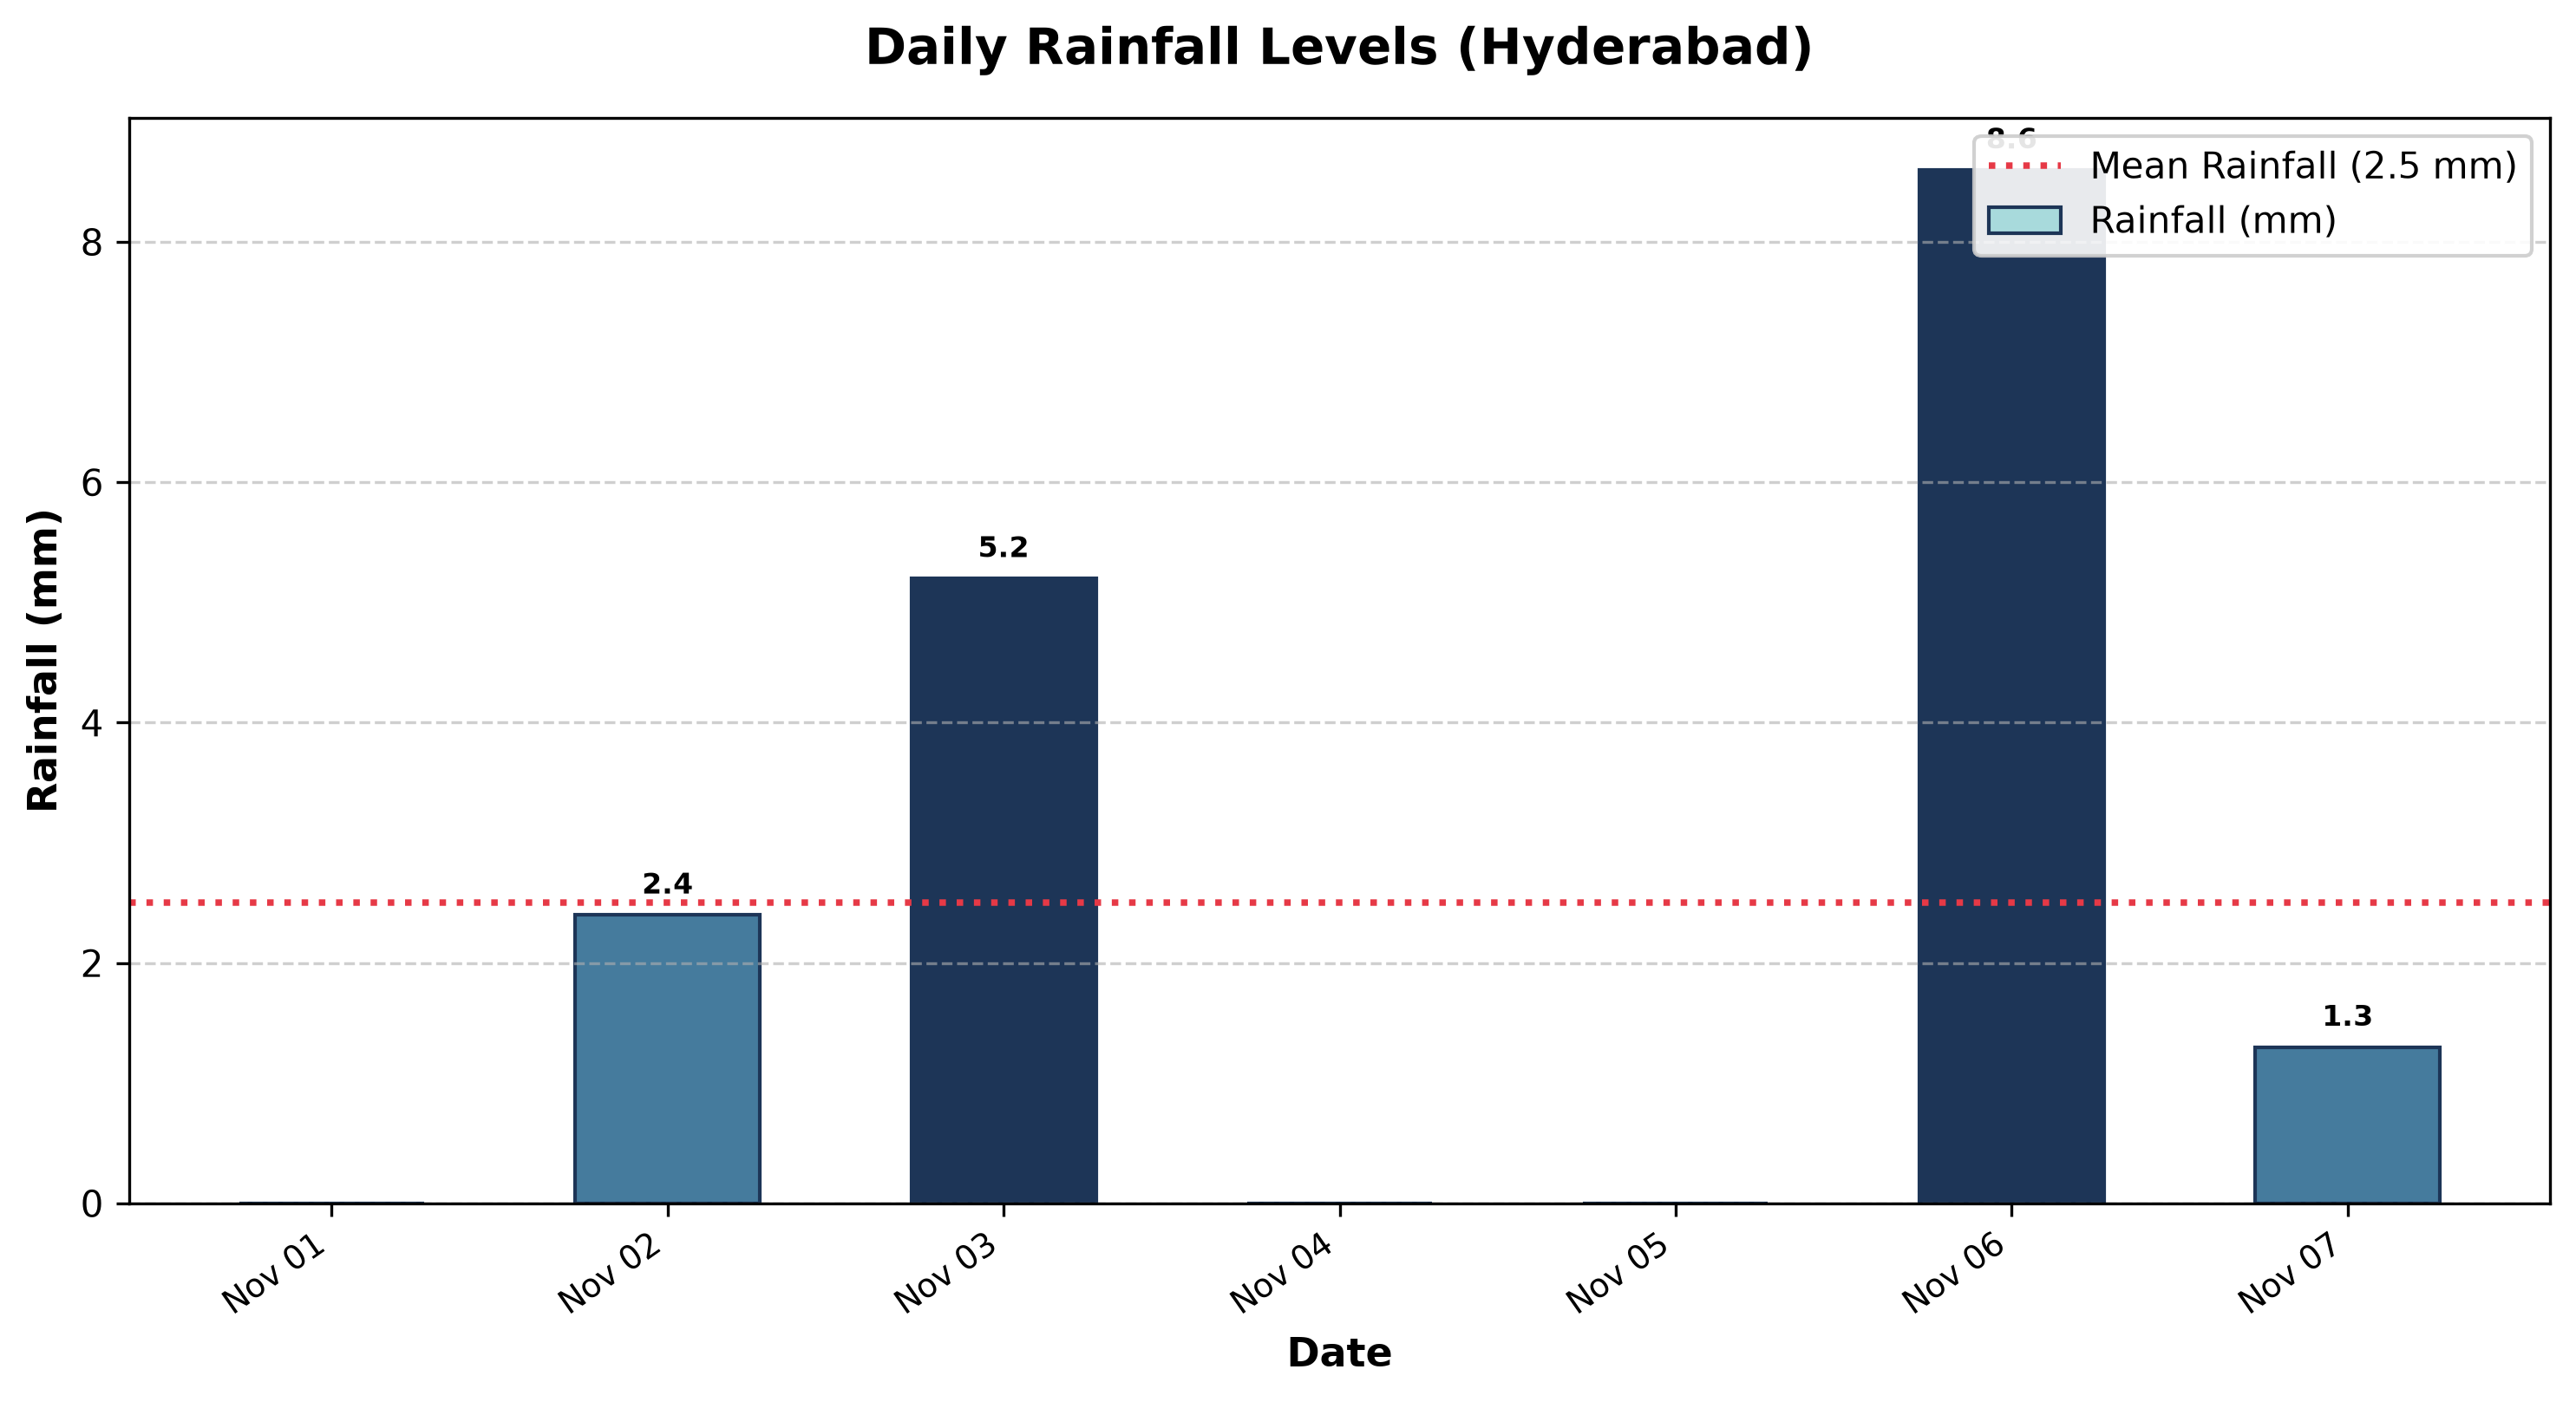 Daily Rainfall Levels (Hyderabad)
8.6
Mean Rainfall (2.5 mm)
Rainfall (mm)
Rainfall (mm)
8
6
4
2
0
5.2
2.4
1.3
Nov 01
Nov 02
Nov 03
Nov 04
Nov 05
Nov 06
Nov 07
Date